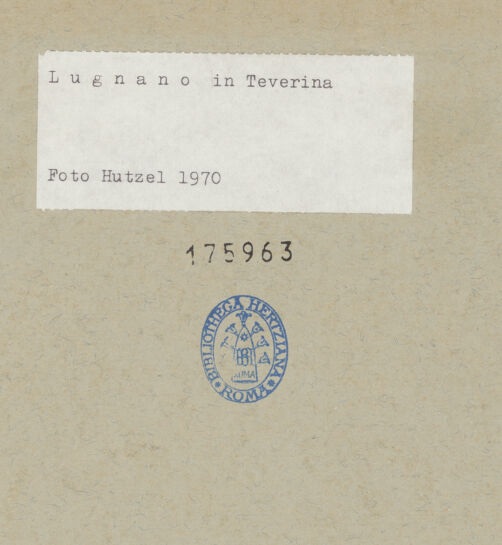 L u g n a n o in Teverina
Foto Hutzel 1970
175963
BIBLIOTHECA HERTZIANA
ROMA